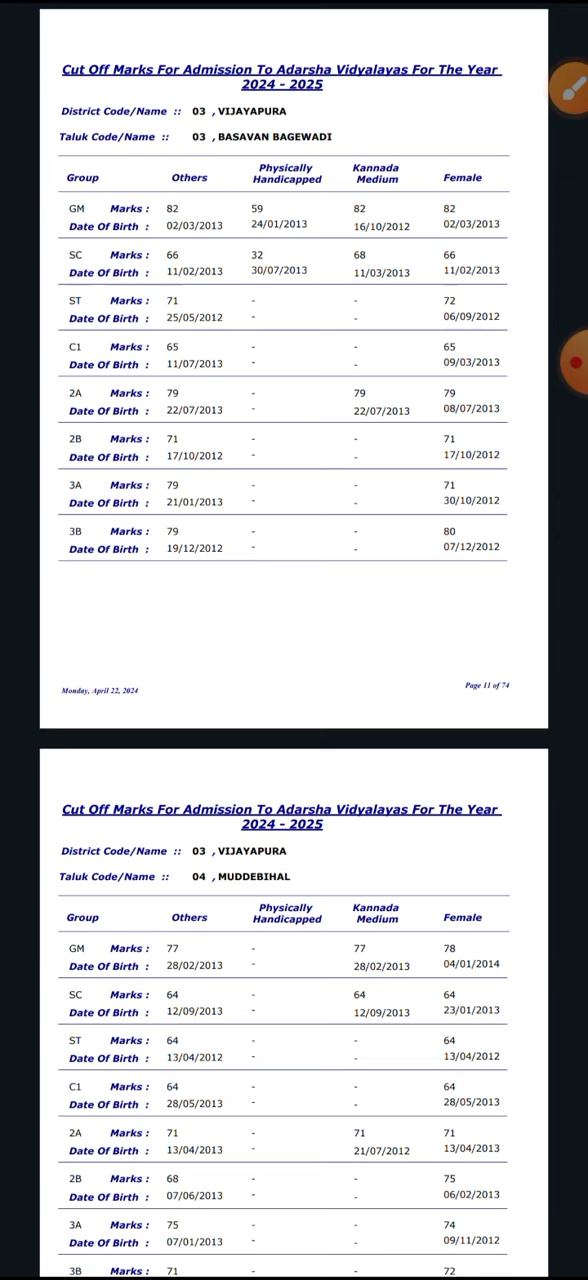 Cut Off Marks For Admission To Adarsha Vidyalayas For The Year
2024 - 2025
District Code/Name :: 03 , VIJAYAPURA
Taluk Code/Name :: 03 , BASAVAN BAGEWADI
Group Others Physically Handicapped Kannada Medium Female
GM Marks : 82 59 82 82
Date Of Birth : 02/03/2013 24/01/2013 16/10/2012 02/03/2013
SC Marks : 66 32 68 66
Date Of Birth : 11/02/2013 30/07/2013 11/03/2013 11/02/2013
ST Marks : 71 - - 72
Date Of Birth : 25/05/2012 - - 06/09/2012
C1 Marks : 65 - - 65
Date Of Birth : 11/07/2013 - - 09/03/2013
2A Marks : 79 - 79 79
Date Of Birth : 22/07/2013 - 22/07/2013 08/07/2013
2B Marks : 71 - - 71
Date Of Birth : 17/10/2012 - - 17/10/2012
3A Marks : 79 - - 71
Date Of Birth : 21/01/2013 - - 30/10/2012
3B Marks : 79 - - 80
Date Of Birth : 19/12/2012 - - 07/12/2012
Monday, April 22, 2024 Page 11 of 74
Cut Off Marks For Admission To Adarsha Vidyalayas For The Year
2024 - 2025
District Code/Name :: 03 , VIJAYAPURA
Taluk Code/Name :: 04 , MUDDEBIHAL
Group Others Physically Handicapped Kannada Medium Female
GM Marks : 77 - 77 78
Date Of Birth : 28/02/2013 - 28/02/2013 04/01/2014
SC Marks : 64 - 64 64
Date Of Birth : 12/09/2013 - 12/09/2013 23/01/2013
ST Marks : 64 - - 64
Date Of Birth : 13/04/2012 - - 13/04/2012
C1 Marks : 64 - - 64
Date Of Birth : 28/05/2013 - - 28/05/2013
2A Marks : 71 - 71 71
Date Of Birth : 13/04/2013 - 21/07/2012 13/04/2013
2B Marks : 68 - - 75
Date Of Birth : 07/06/2013 - - 06/02/2013
3A Marks : 75 - - 74
Date Of Birth : 07/01/2013 - - 09/11/2012
3B Marks : 71 - - 72